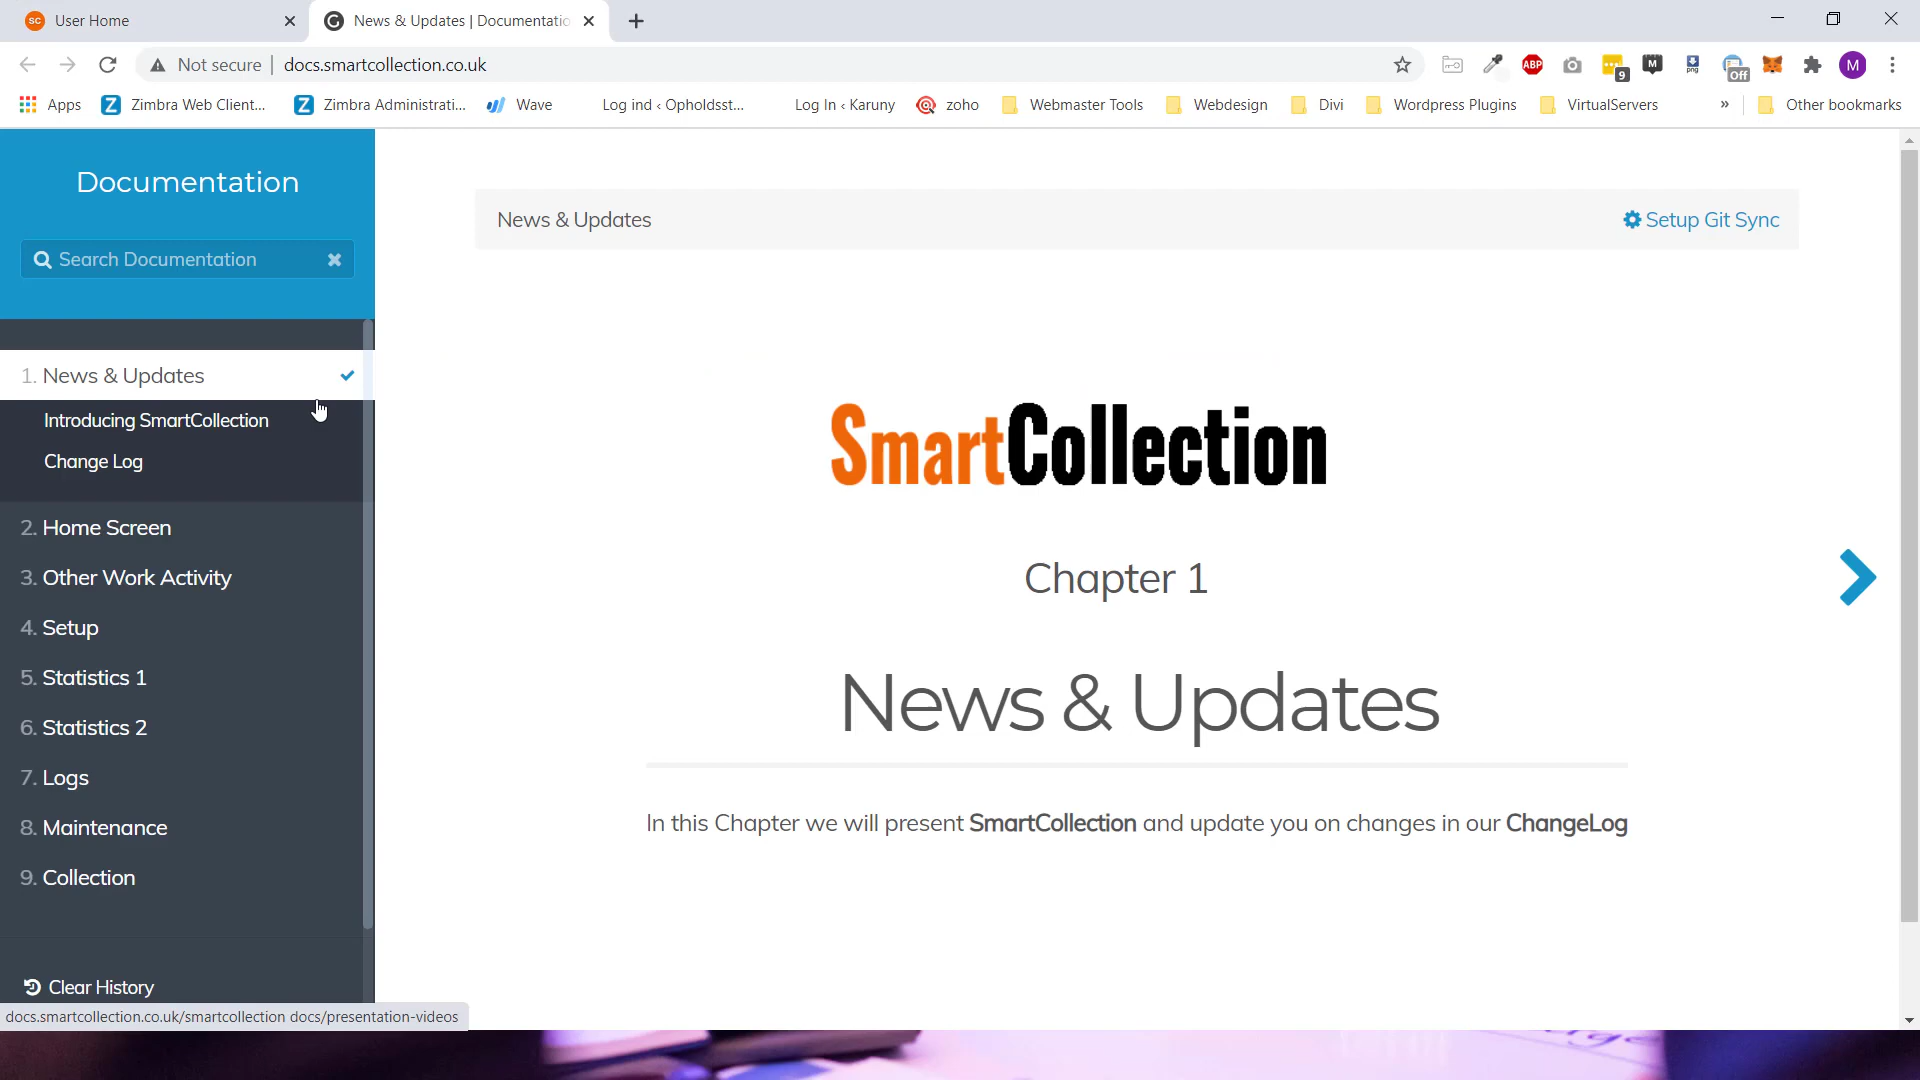 SC User Home
News & Updates | Documentatio
Not secure | docs.smartcollection.co.uk
ABP
9
M
png
Off
M
Apps
Z Zimbra Web Client...
Z Zimbra Administrati...
Wave
Log ind ‹ Opholdsst...
Log In ‹ Karuny
zoho
Webmaster Tools
Webdesign
Divi
Wordpress Plugins
VirtualServers
»
Other bookmarks
Documentation
Search Documentation
News & Updates
Setup Git Sync
1. News & Updates
Introducing SmartCollection
Change Log
2. Home Screen
3. Other Work Activity
4. Setup
5. Statistics 1
6. Statistics 2
7. Logs
8. Maintenance
9. Collection
Clear History
docs.smartcollection.co.uk/smartcollection docs/presentation-videos
SmartCollection
Chapter 1
News & Updates
In this Chapter we will present SmartCollection and update you on changes in our ChangeLog